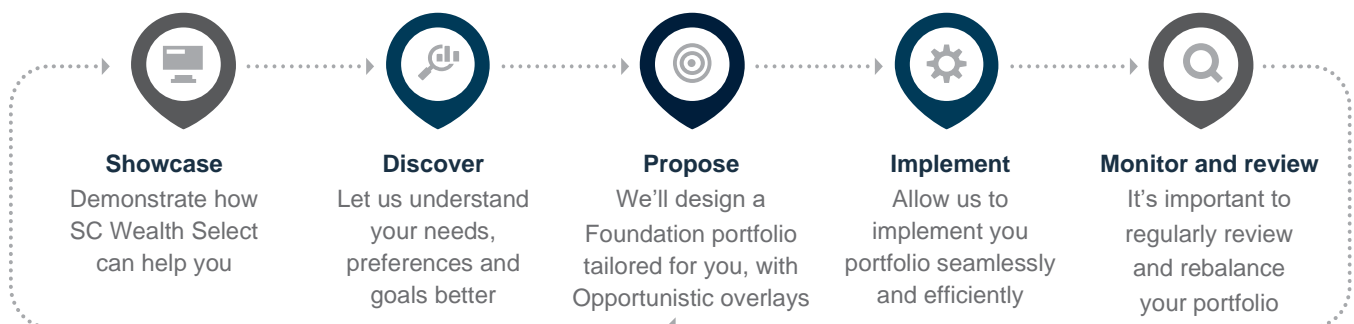 Showcase
Demonstrate how
SC Wealth Select
can help you
Discover
Let us understand
your needs,
preferences and
goals better
Propose
We’ll design a
Foundation portfolio
tailored for you, with
Opportunistic overlays
Implement
Allow us to
implement you
portfolio seamlessly
and efficiently
Monitor and review
It’s important to
regularly review
and rebalance
your portfolio